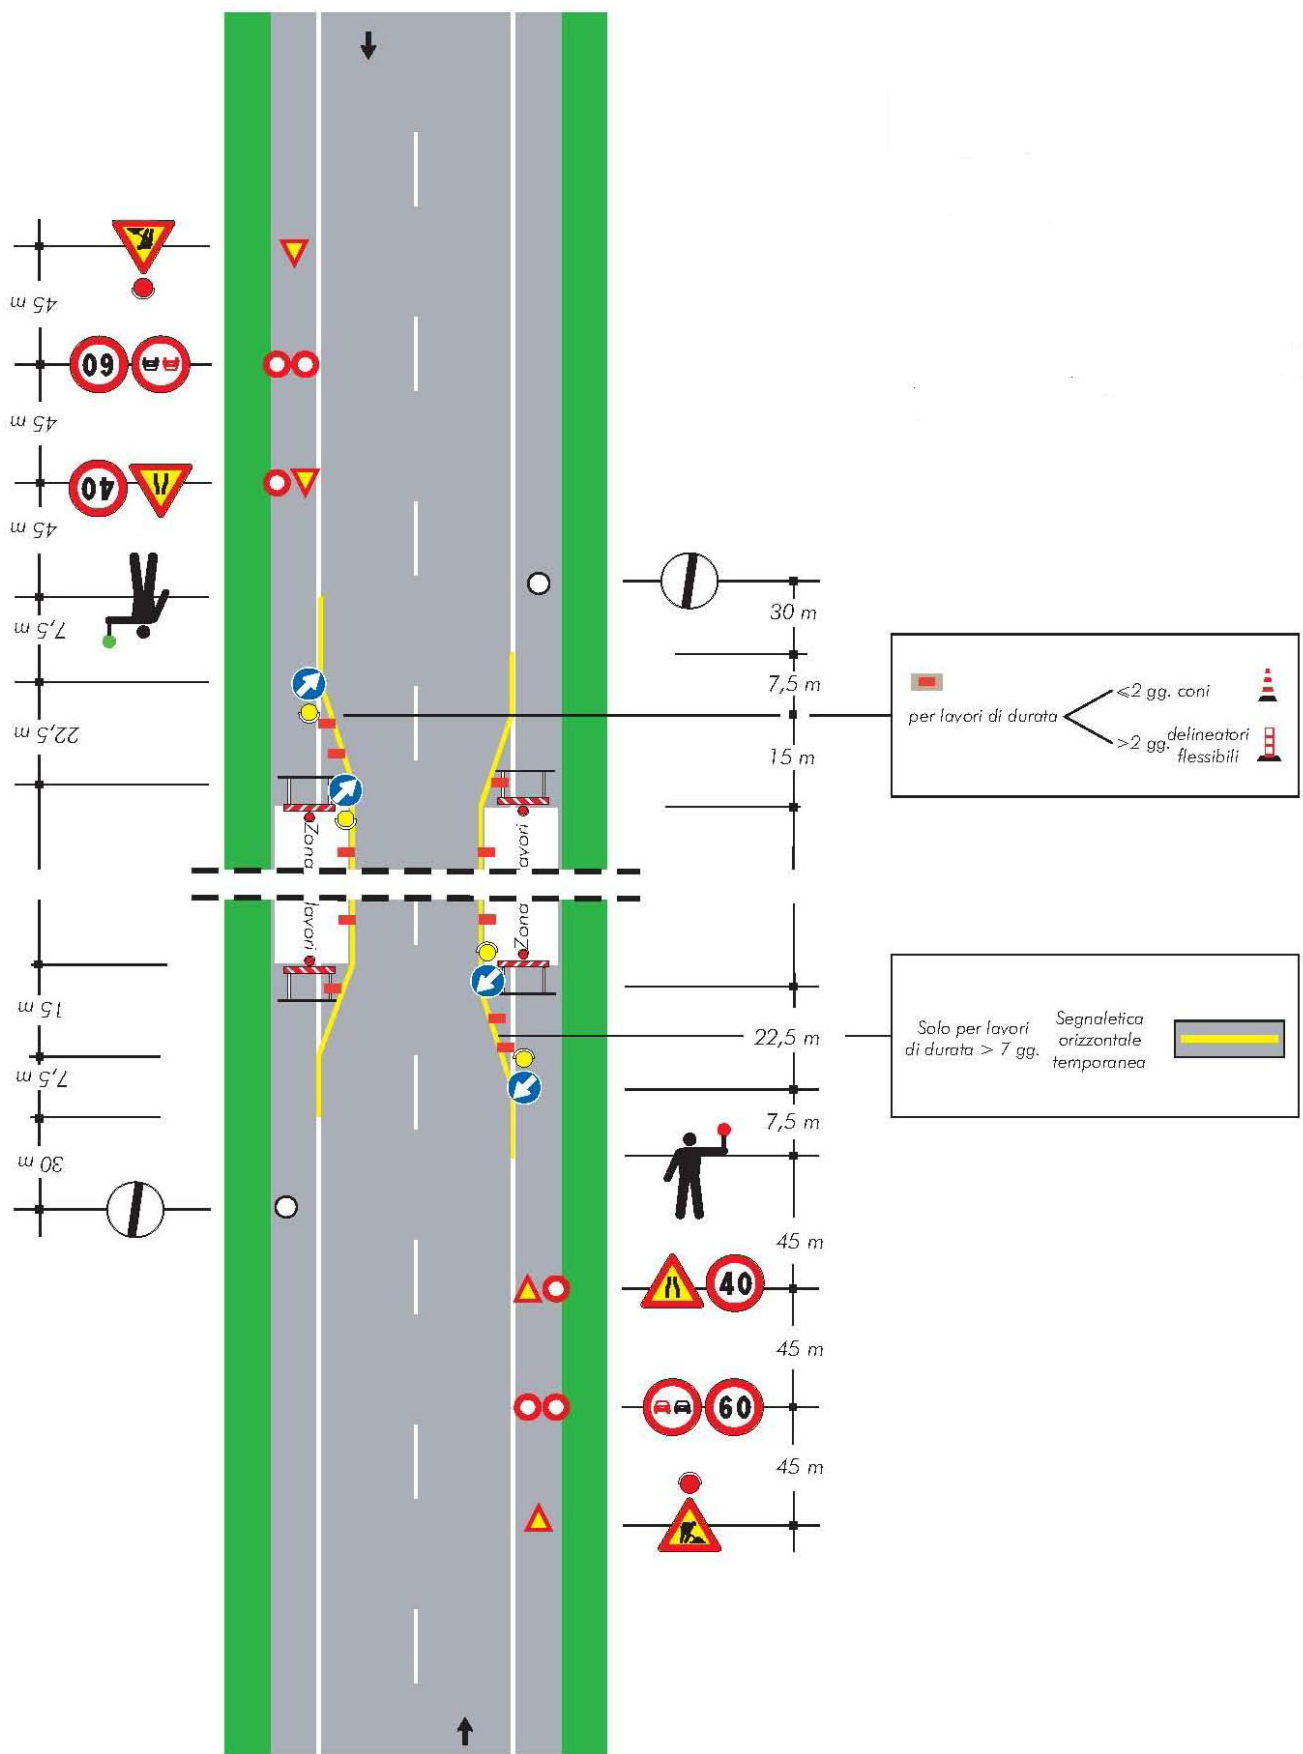 45 m
60
45 m
40
45 m
7,5 m
22,5 m
30 m
7,5 m
15 m
per lavori di durata
≤2 gg. coni
>2 gg. delineatori
flessibili
Zona
avori
lavori
Zona
15 m
7,5 m
30 m
22,5 m
7,5 m
Solo per lavori
di durata > 7 gg.
Segnaletica
orizzontale
temporanea
45 m
40
45 m
60
45 m